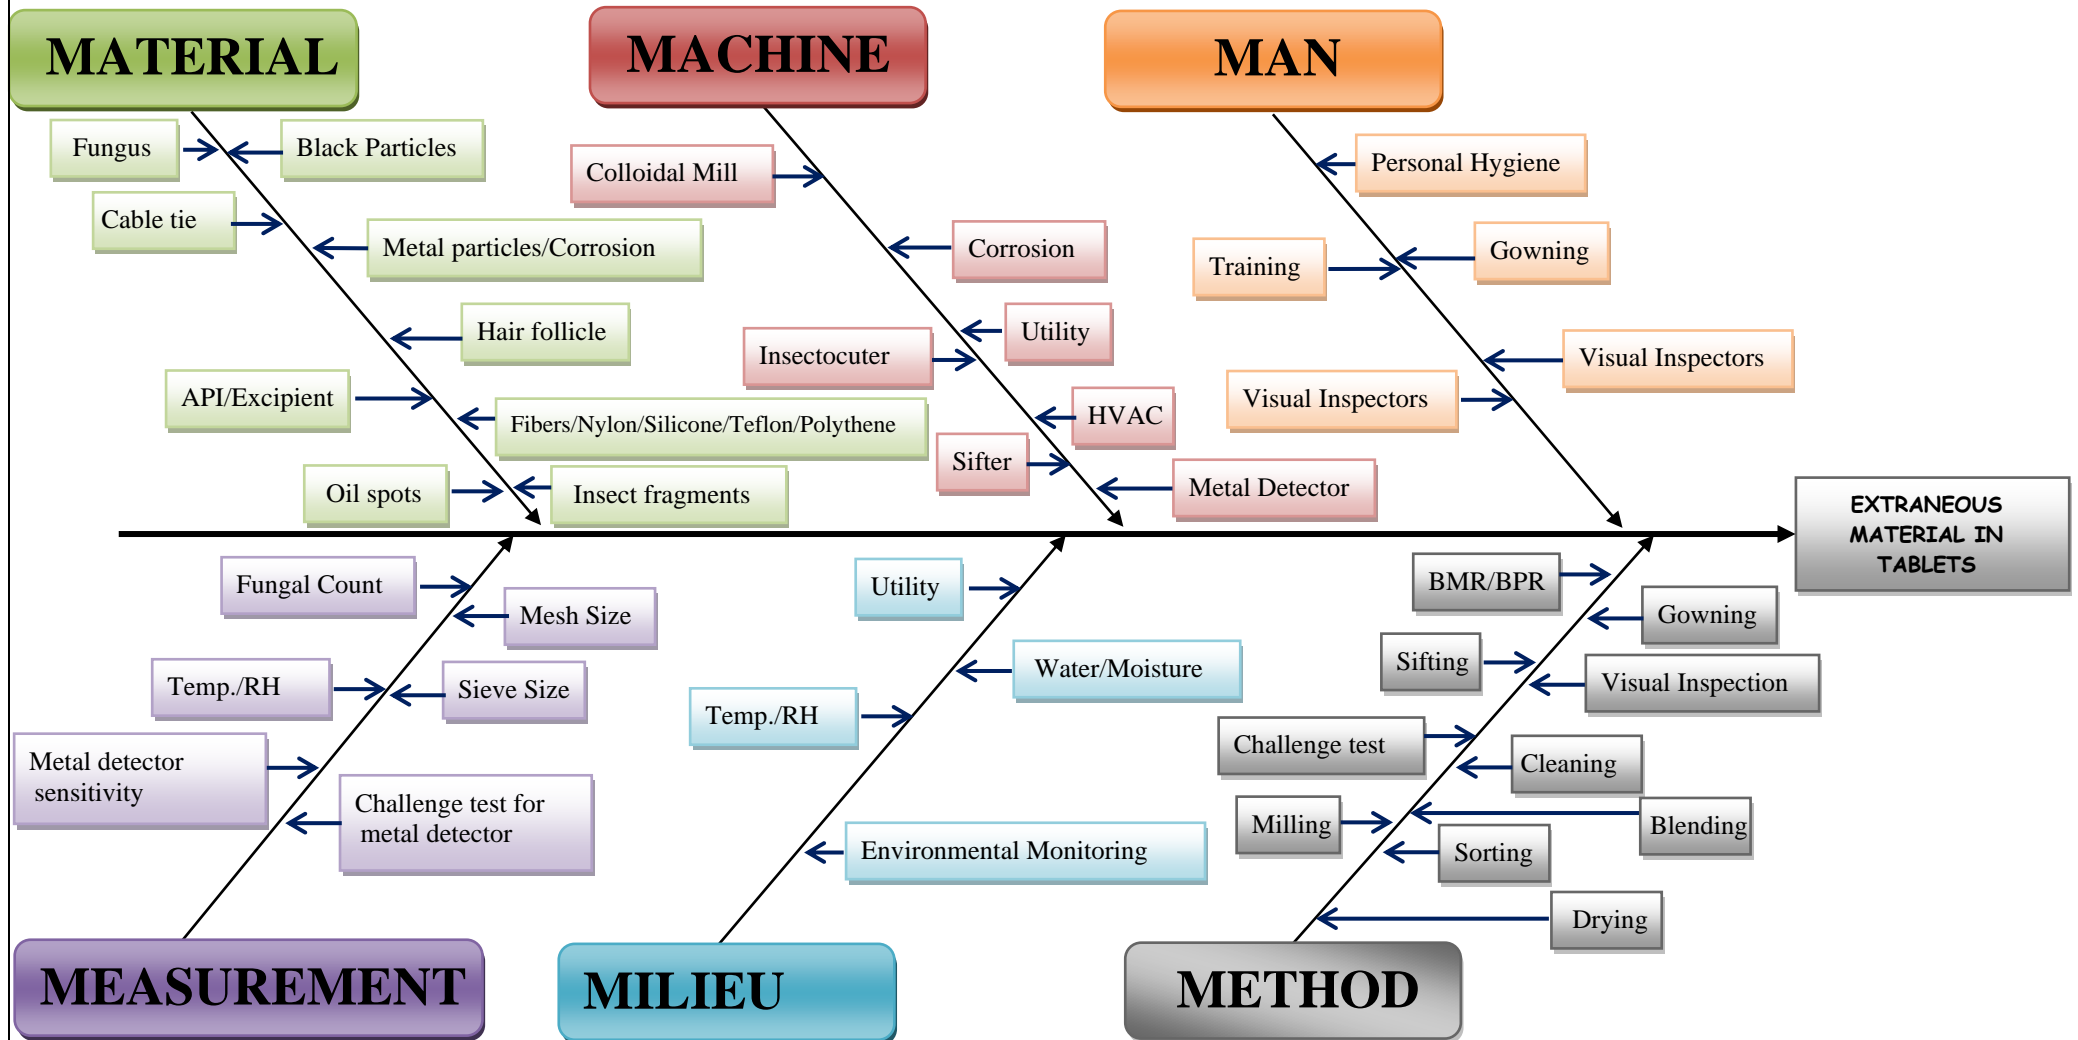 MATERIAL
MACHINE
MAN
Fungus
Black Particles
Cable tie
Metal particles/Corrosion
Hair follicle
API/Excipient
Fibers/Nylon/Silicone/Teflon/Polythene
Oil spots
Insect fragments
Colloidal Mill
Corrosion
Utility
Insectocuter
HVAC
Sifter
Metal Detector
Personal Hygiene
Gowning
Training
Visual Inspectors
Visual Inspectors
EXTRANEOUS
MATERIAL IN
TABLETS
Fungal Count
Mesh Size
Temp./RH
Sieve Size
Metal detector
sensitivity
Challenge test for
metal detector
Utility
Water/Moisture
Temp./RH
Environmental Monitoring
BMR/BPR
Gowning
Sifting
Visual Inspection
Challenge test
Cleaning
Milling
Blending
Sorting
Drying
MEASUREMENT
MILIEU
METHOD